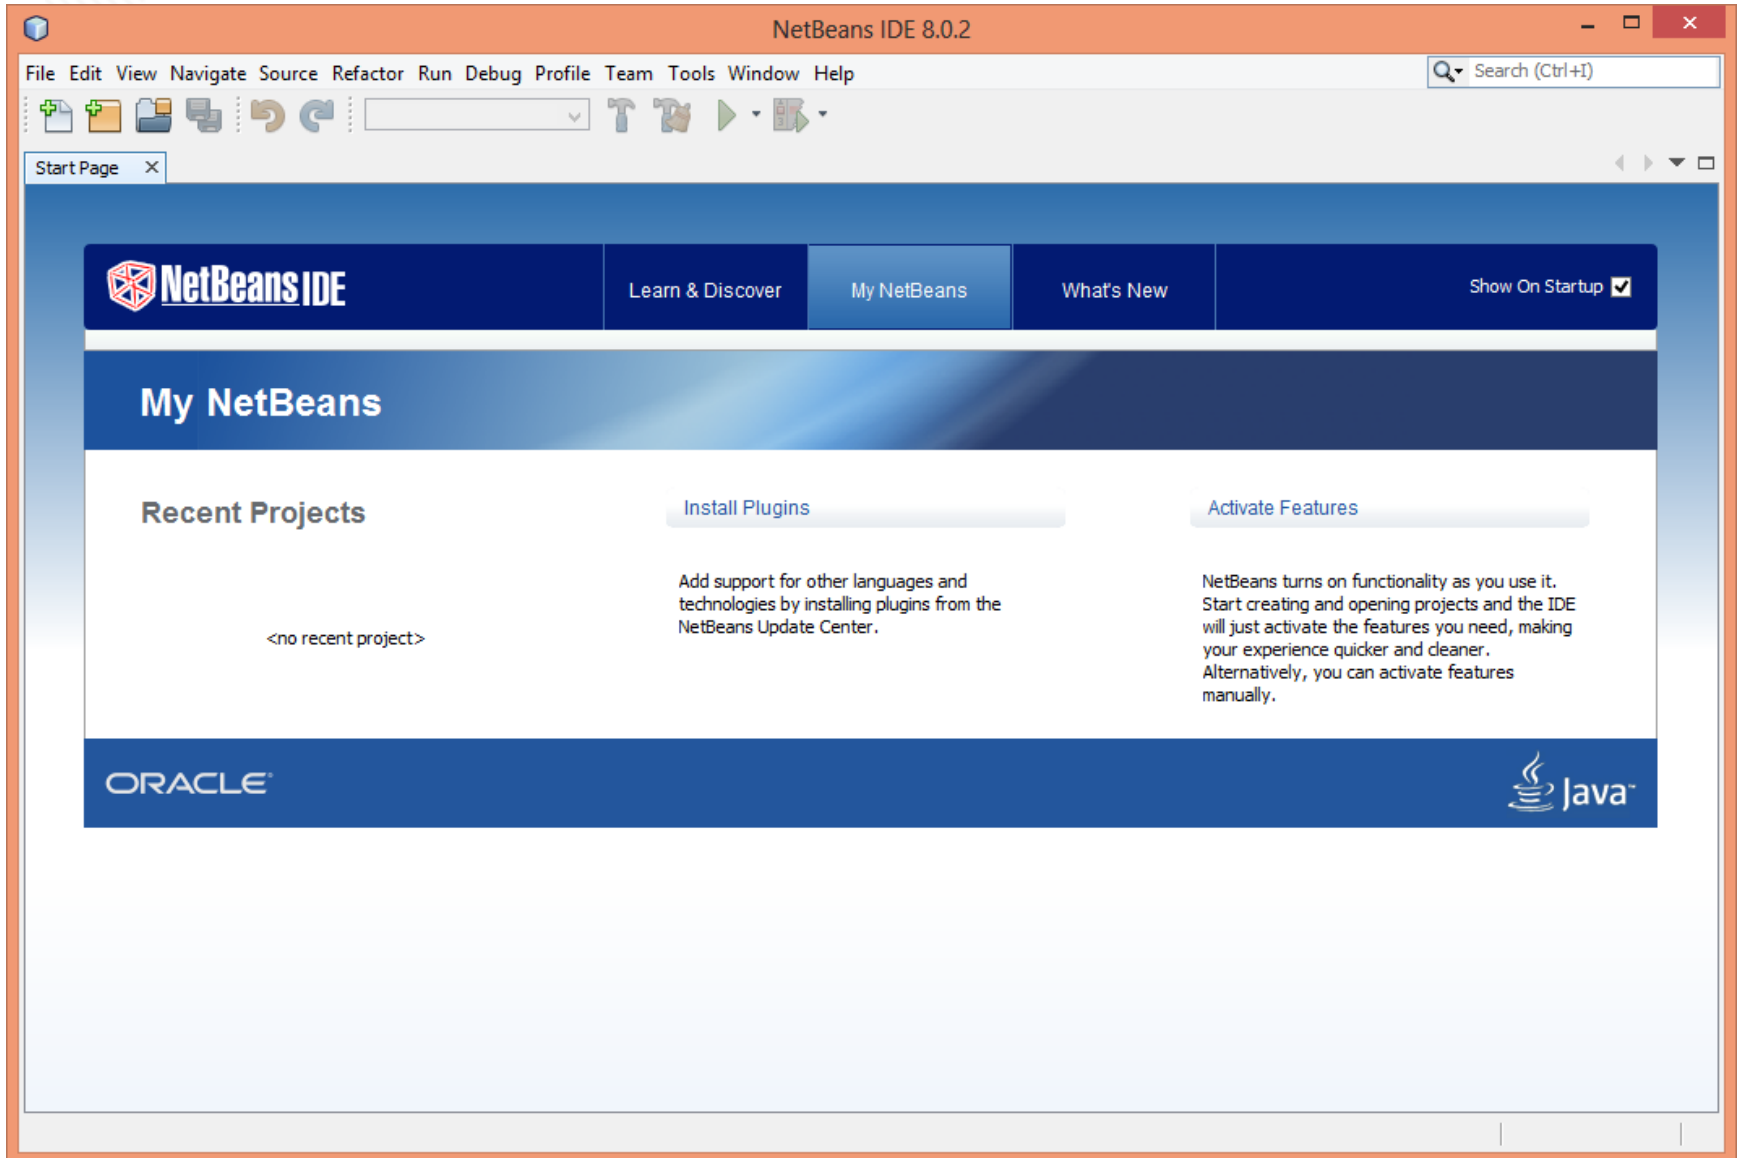 NetBeans IDE 8.0.2
File Edit View Navigate Source Refactor Run Debug Profile Team Tools Window Help
Search (Ctrl+I)
Start Page
NetBeans IDE
Learn & Discover
My NetBeans
What's New
Show On Startup
My NetBeans
Recent Projects
<no recent project>
Install Plugins
Add support for other languages and
technologies by installing plugins from the
NetBeans Update Center.
Activate Features
NetBeans turns on functionality as you use it.
Start creating and opening projects and the IDE
will just activate the features you need, making
your experience quicker and cleaner.
Alternatively, you can activate features
manually.
ORACLE
Java™